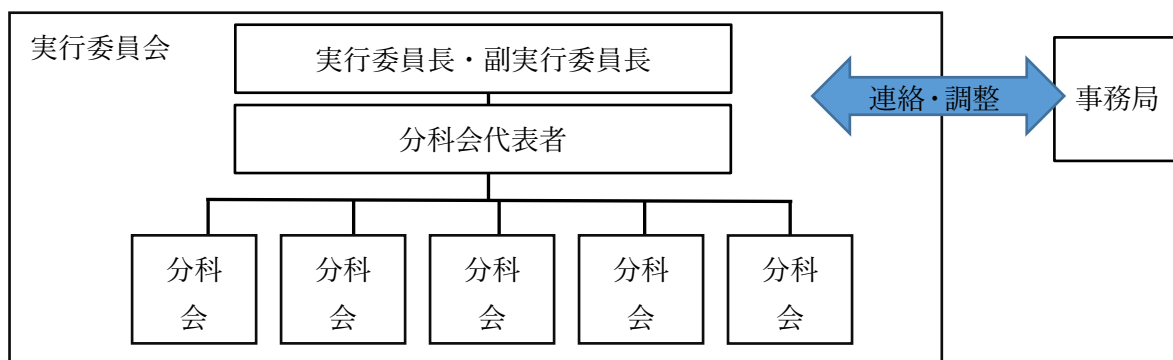 実行委員会
実行委員長・副実行委員長
連絡・調整
事務局
分科会代表者
分科
会
分科
会
分科
会
分科
会
分科
会